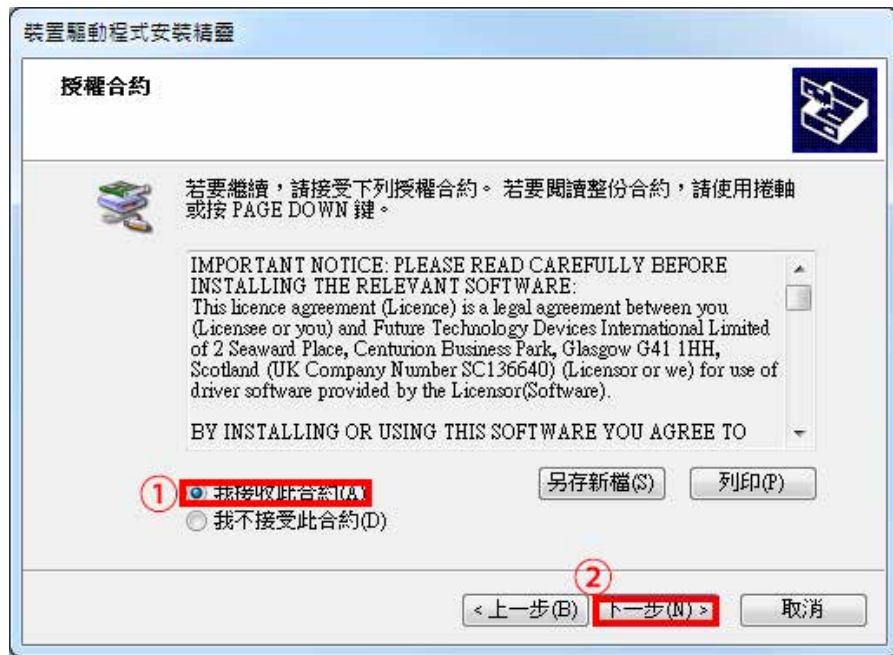 裝置驅動程式安裝精靈
授權合約
若要繼續，請接受下列授權合約。 若要閱讀整份合約，請使用捲軸
或按 PAGE DOWN 鍵。
IMPORTANT NOTICE: PLEASE READ CAREFULLY BEFORE
INSTALLING THE RELEVANT SOFTWARE:
This licence agreement (Licence) is a legal agreement between you
(Licensee or you) and Future Technology Devices International Limited
of 2 Seaward Place, Centurion Business Park, Glasgow G41 1HH,
Scotland (UK Company Number SC136640) (Licensor or we) for use of
driver software provided by the Licensor(Software).
BY INSTALLING OR USING THIS SOFTWARE YOU AGREE TO
① 我接收此合約(A)
另存新檔(S) 列印(P)
我不接受此合約(D)
②
<上一步(B) 下一步(N) > 取消